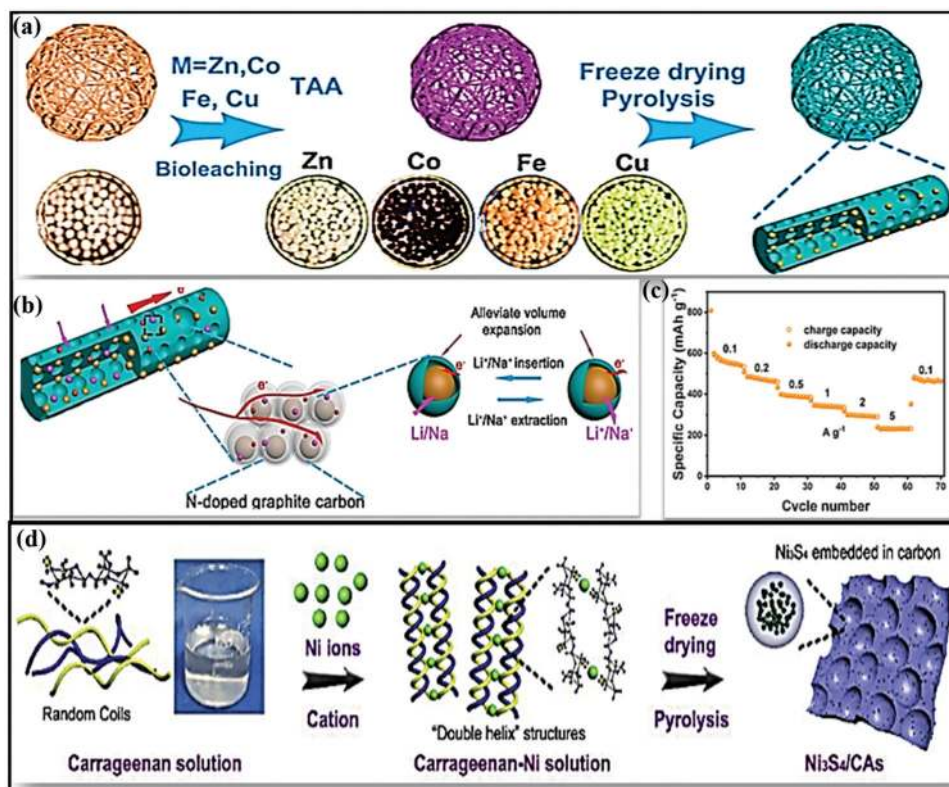 (a)
M=Zn,Co
Fe, Cu
TAA
Bioleaching
Freeze drying
Pyrolysis
Zn Co Fe Cu
(b)
e-
Alleviate volume
expansion
Li⁺/Na⁺ insertion
Li⁺/Na⁺ extraction
e-
e-
e-
Li/Na
Li⁺/Na⁺
N-doped graphite carbon
(c)
Specific Capacity (mAh g⁻¹)
800
600
400
200
0.1
0.2
0.5
1
2
5
0.1
charge capacity
discharge capacity
A g⁻¹
0 10 20 30 40 50 60 70
Cycle number
(d)
Random Coils
Carrageenan solution
Ni ions
Cation
"Double helix" structures
Carrageenan-Ni solution
Freeze
drying
Pyrolysis
Ni₃S₄ embedded in carbon
Ni₃S₄/CAs